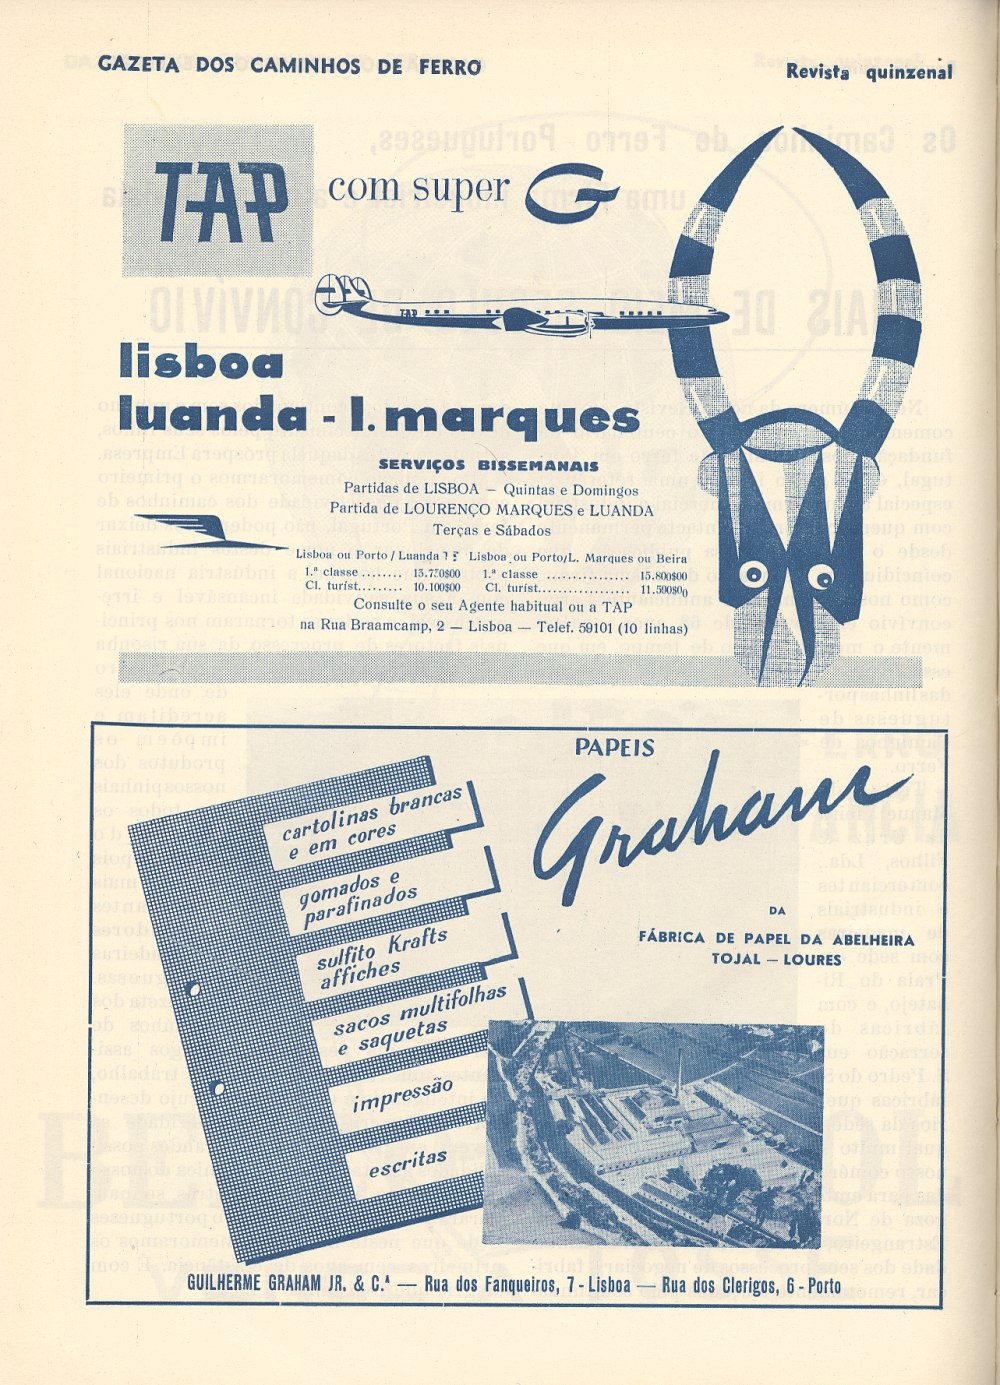 GAZETA DOS CAMINHOS DE FERRO
Revista quinzenal
TAP com super G
TAP
lisboa
luanda - l. marques
SERVIÇOS BISSEMANAIS
Partidas de LISBOA — Quintas e Domingos
Partida de LOURENÇO MARQUES e LUANDA
Terças e Sábados
Lisboa ou Porto / Luanda
1.ª classe ........ 13.770$00
Cl. turíst......... 10.100$00
Lisboa ou Porto/L. Marques ou Beira
1.ª classe ................ 15.800$00
Cl. turíst.................. 11.590$00
Consulte o seu Agente habitual ou a TAP
na Rua Braamcamp, 2 — Lisboa — Telef. 59101 (10 linhas)
PAPEIS
Graham
DA
FÁBRICA DE PAPEL DA ABELHEIRA
TOJAL — LOURES
cartolinas brancas
e em cores
gomados e
parafinados
sulfito Krafts
affiches
sacos multifolhas
e saquetas
impressão
escritas
GUILHERME GRAHAM JR. & C.ª — Rua dos Fanqueiros, 7 - Lisboa — Rua dos Clerigos, 6 - Porto